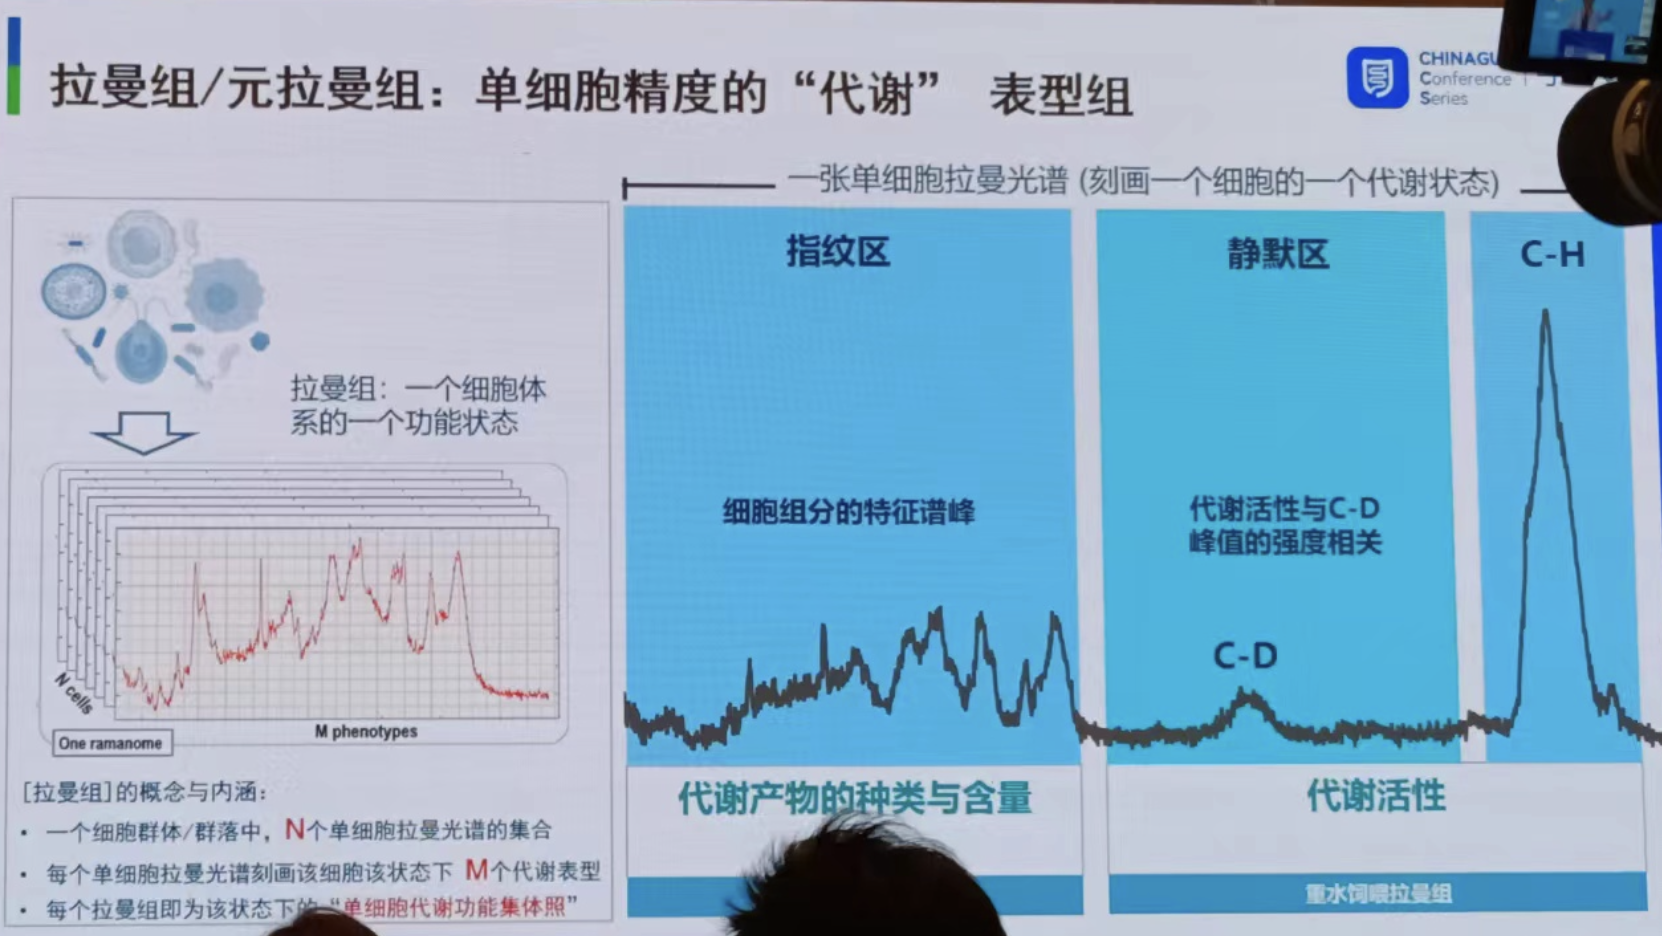 拉曼组/元拉曼组：单细胞精度的“代谢” 表型组
CHINAGU
Conference
Series
一张单细胞拉曼光谱 (刻画一个细胞的一个代谢状态)
指纹区
静默区
C-H
拉曼组：一个细胞体
系的一个功能状态
细胞组分的特征谱峰
代谢活性与C-D
峰值的强度相关
C-D
N cells
M phenotypes
One ramanome
代谢产物的种类与含量
代谢活性
[拉曼组]的概念与内涵：
• 一个细胞群体/群落中，N个单细胞拉曼光谱的集合
• 每个单细胞拉曼光谱刻画该细胞该状态下 M个代谢表型
• 每个拉曼组即为该状态下的“单细胞代谢功能集体照”
重水饲喂拉曼组